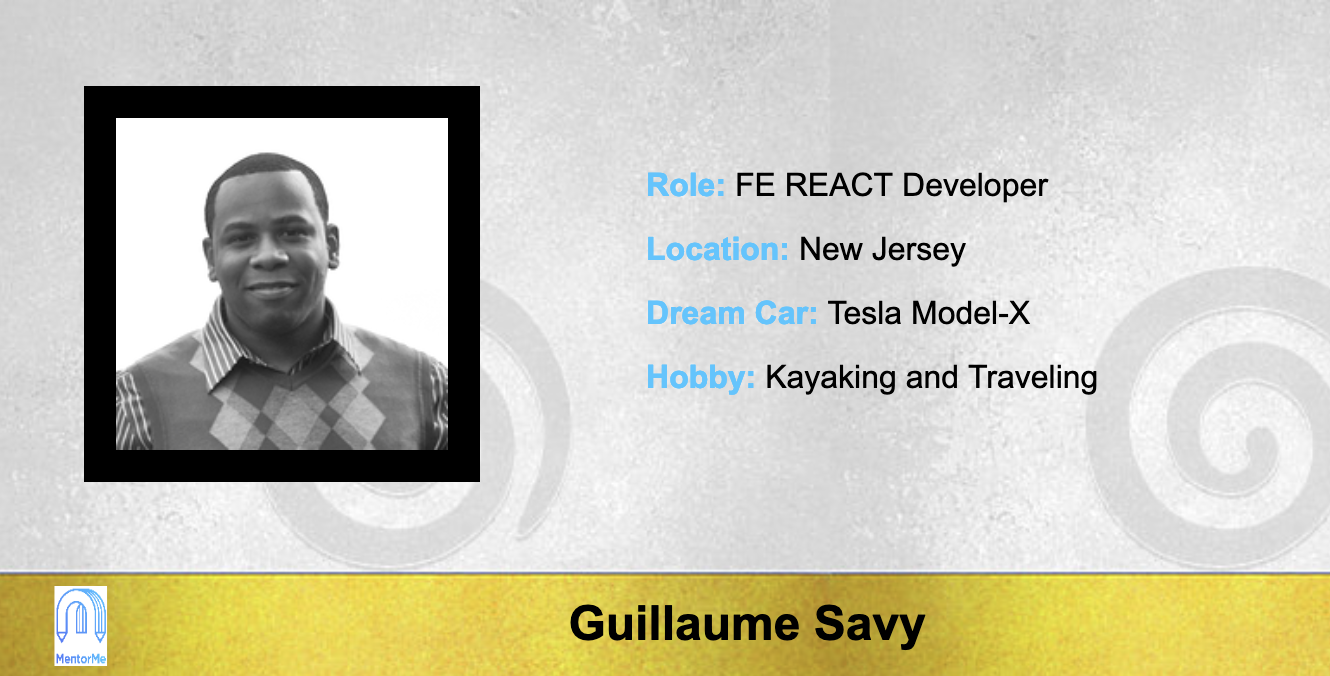 Role: FE REACT Developer
Location: New Jersey
Dream Car: Tesla Model-X
Hobby: Kayaking and Traveling
MentorMe
Guillaume Savy